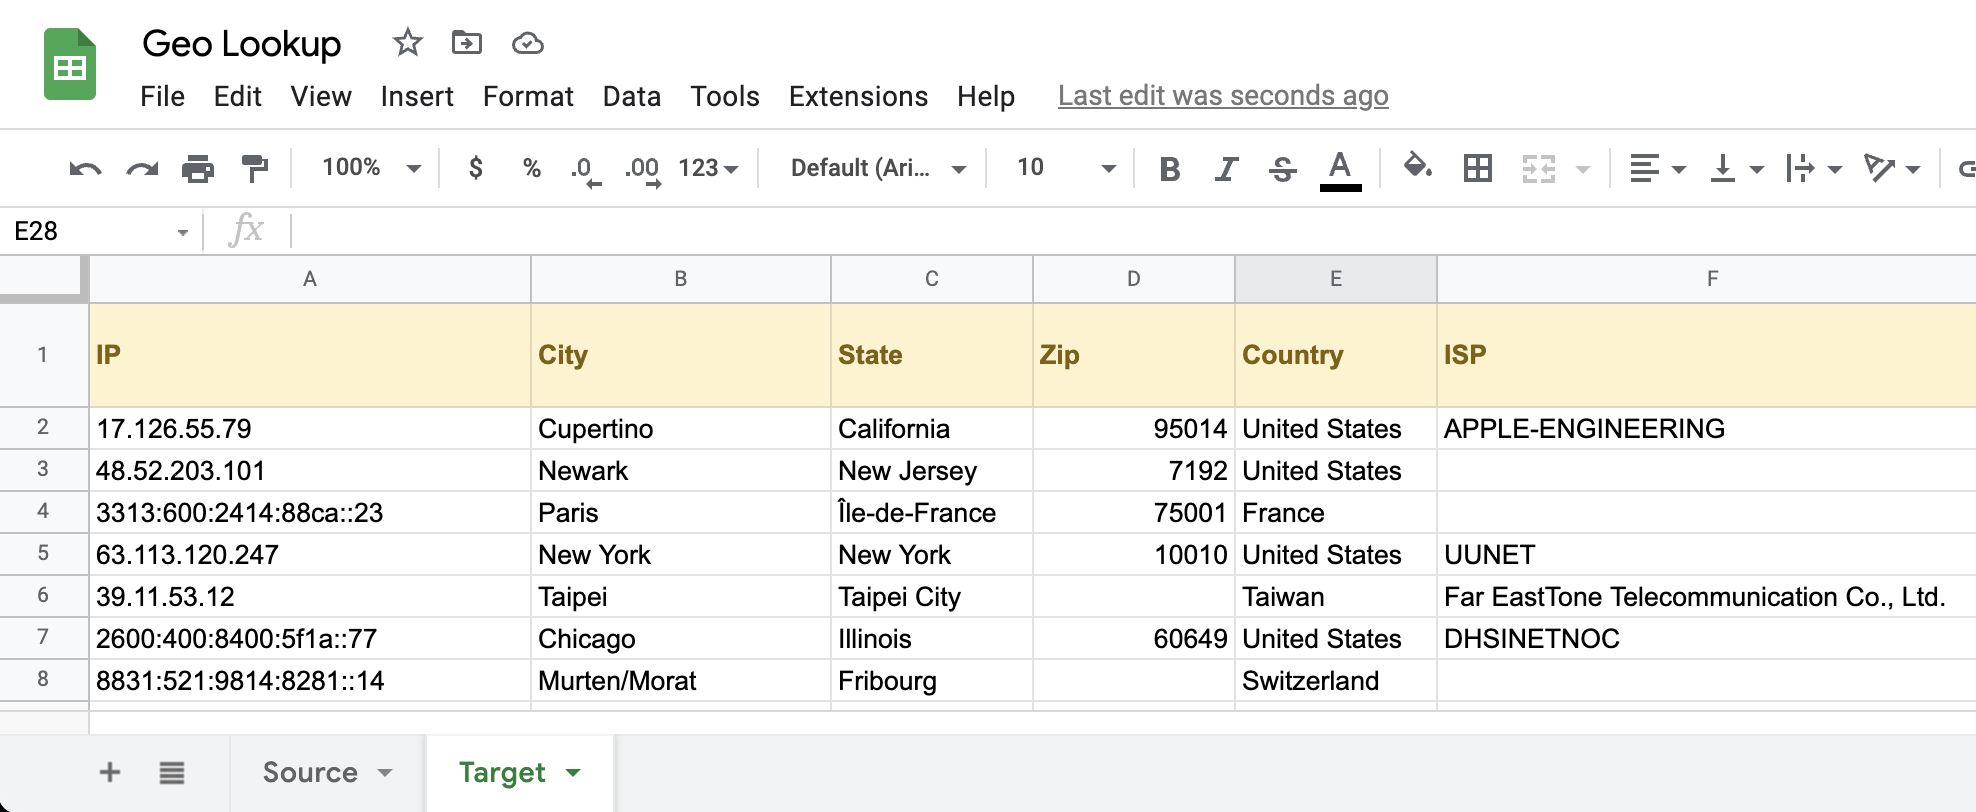 Geo Lookup
File Edit View Insert Format Data Tools Extensions Help Last edit was seconds ago
100% $ % .0 .00 123 Default (Ari... 10 B I S A
E28 fx
A B C D E F
1 IP City State Zip Country ISP
2 17.126.55.79 Cupertino California 95014 United States APPLE-ENGINEERING
3 48.52.203.101 Newark New Jersey 7192 United States
4 3313:600:2414:88ca::23 Paris Île-de-France 75001 France
5 63.113.120.247 New York New York 10010 United States UUNET
6 39.11.53.12 Taipei Taipei City Taiwan Far EastTone Telecommunication Co., Ltd.
7 2600:400:8400:5f1a::77 Chicago Illinois 60649 United States DHSINETNOC
8 8831:521:9814:8281::14 Murten/Morat Fribourg Switzerland
+ Source Target